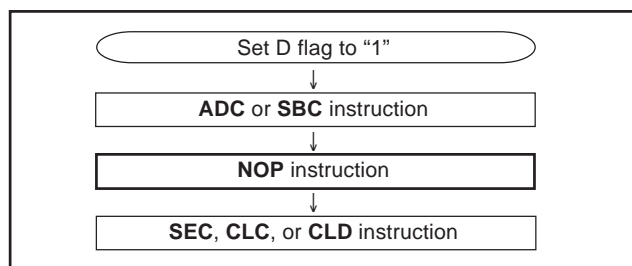 Set D flag to “1”
ADC or SBC instruction
NOP instruction
SEC, CLC, or CLD instruction